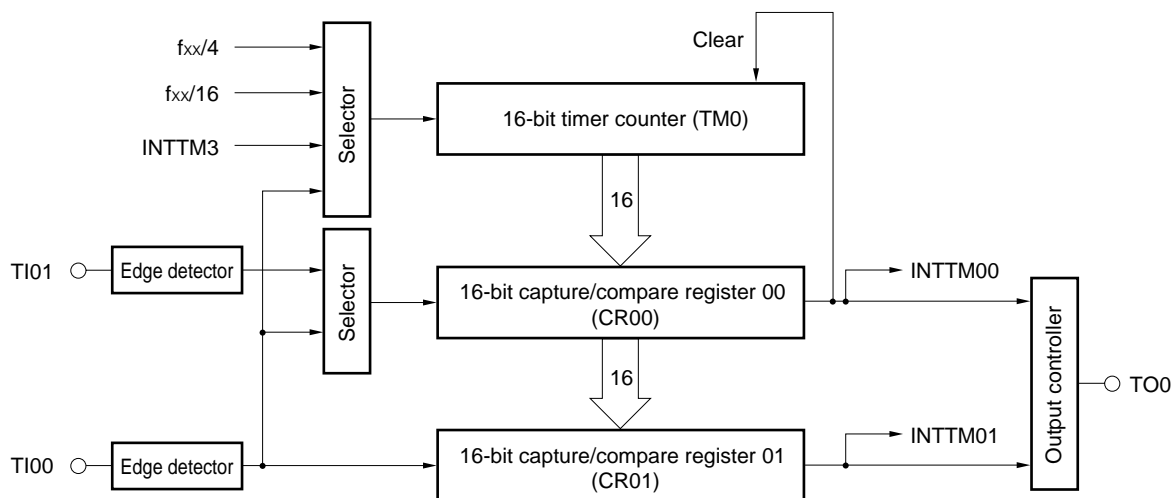 Clear
fxx/4
fxx/16
INTTM3
Selector
16-bit timer counter (TM0)
16
TI01
Edge detector
Selector
16-bit capture/compare register 00
(CR00)
INTTM00
16
Output controller
TO0
TI00
Edge detector
16-bit capture/compare register 01
(CR01)
INTTM01